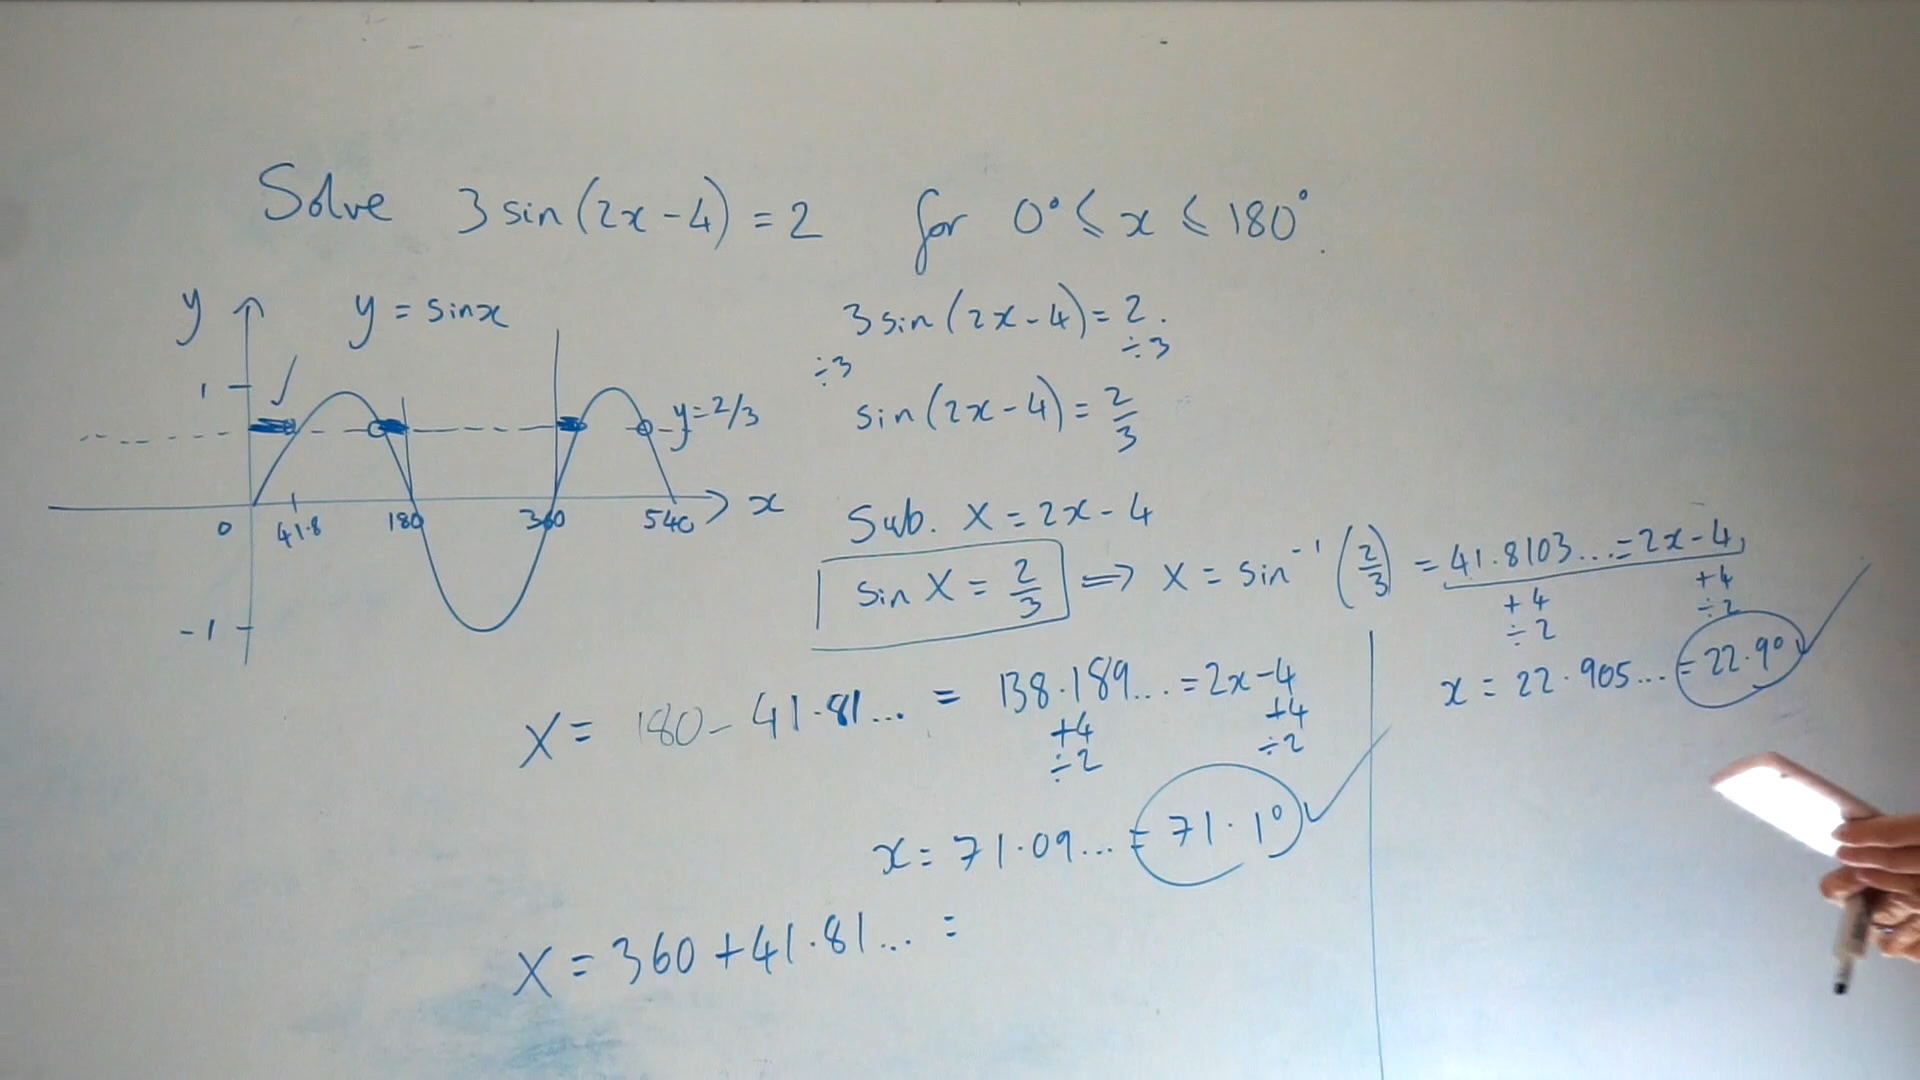 Solve 3 sin(2x-4) = 2 for 0° ≤ x ≤ 180°.
y
y = sinx
1
y=2/3
0
41.8
180
360
540
x
-1
3 sin(2x-4) = 2.
÷3 ÷3
sin(2x-4) = 2/3
Sub. X = 2x-4
sin X = 2/3 ⟹ X = sin⁻¹(2/3) = 41.8103... = 2x-4
+4 +4
÷2 ÷2
x = 22.905... = 22.9°
X = 180 - 41.81... = 138.189... = 2x-4
+4 +4
÷2 ÷2
x = 71.09... = 71.1°
X = 360 + 41.81... =